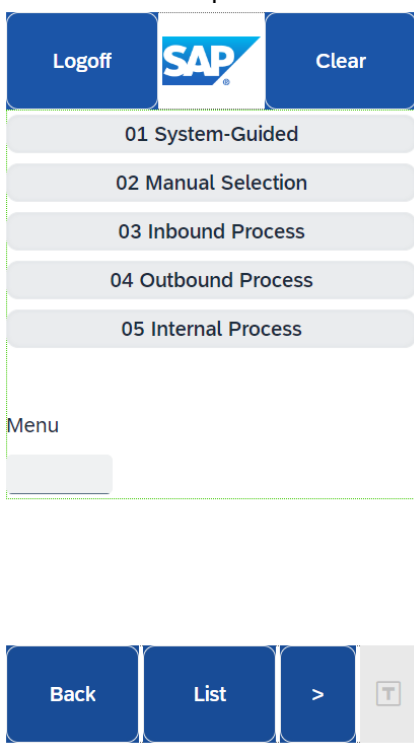 Logoff SAP® Clear
01 System-Guided
02 Manual Selection
03 Inbound Process
04 Outbound Process
05 Internal Process
Menu
Back List > T